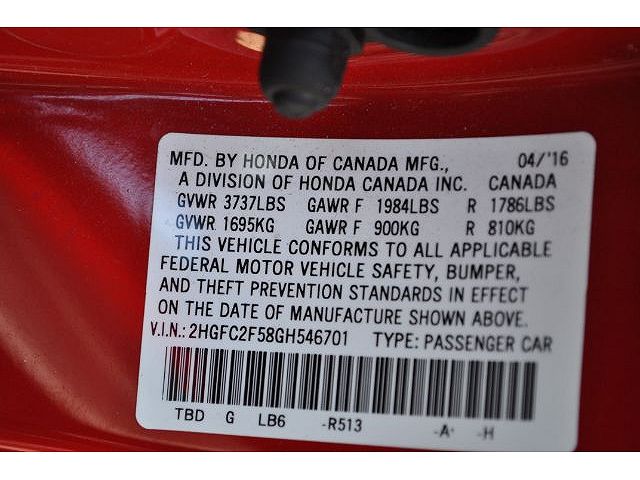 MFD. BY HONDA OF CANADA MFG., 04/'16
A DIVISION OF HONDA CANADA INC. CANADA
GVWR 3737LBS GAWR F 1984LBS R 1786LBS
GVWR 1695KG GAWR F 900KG R 810KG
THIS VEHICLE CONFORMS TO ALL APPLICABLE
FEDERAL MOTOR VEHICLE SAFETY, BUMPER,
AND THEFT PREVENTION STANDARDS IN EFFECT
ON THE DATE OF MANUFACTURE SHOWN ABOVE.
V.I.N.: 2HGFC2F58GH546701 TYPE: PASSENGER CAR
TBD G LB6 -R513 -A- -H